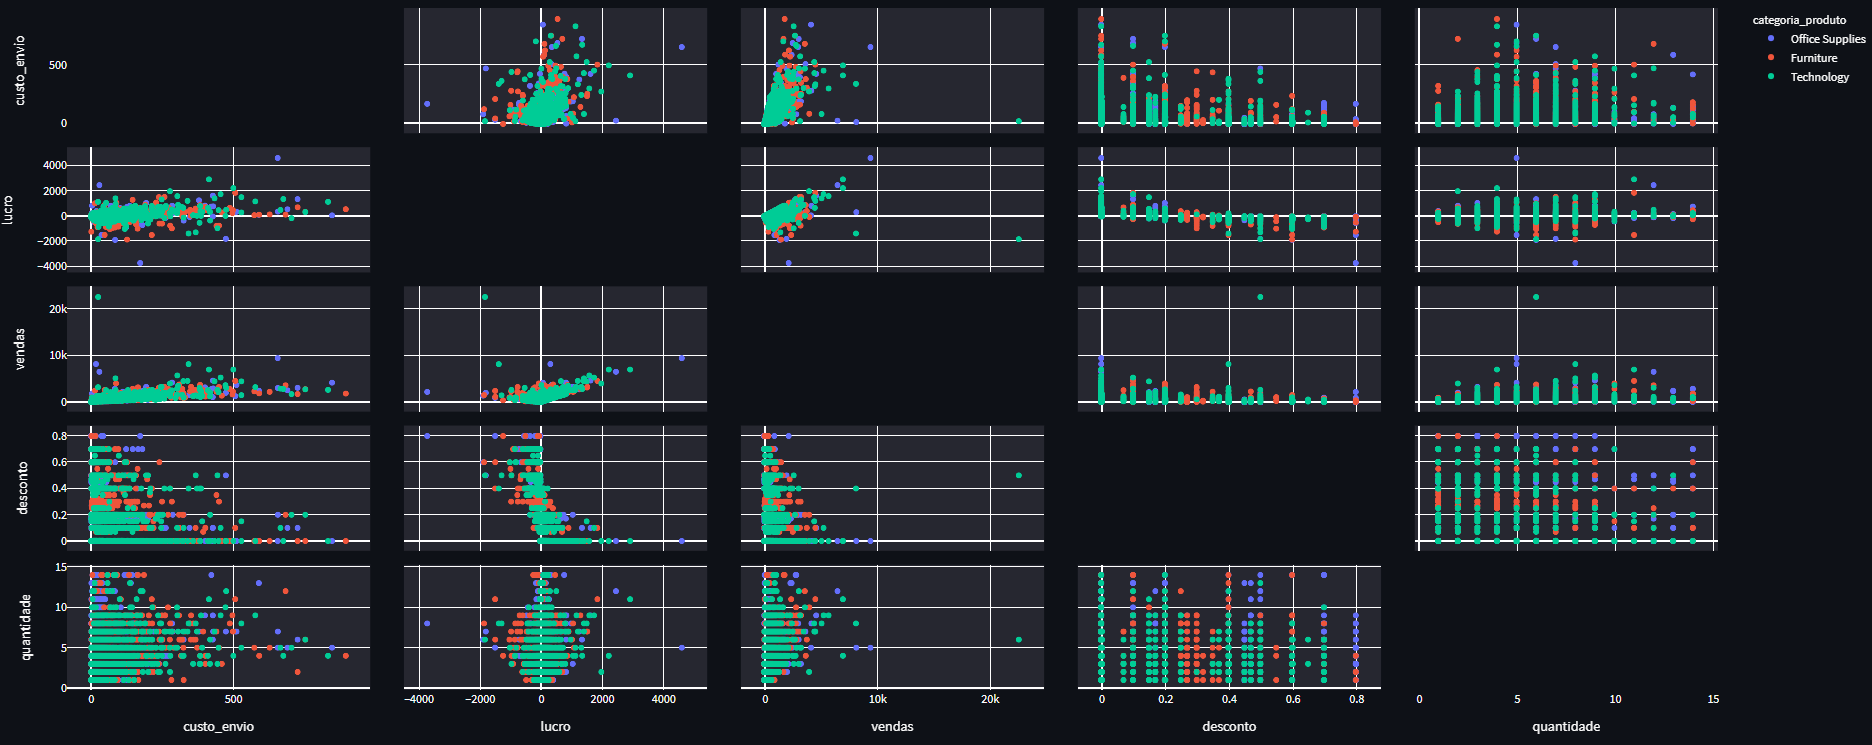 categoria_produto
Office Supplies
Furniture
Technology
custo_envio
500
0
lucro
4000
2000
0
−2000
−4000
vendas
20k
10k
0
desconto
0.8
0.6
0.4
0.2
0
quantidade
15
10
5
0
0 500
−4000 −2000 0 2000 4000
0 10k 20k
0 0.2 0.4 0.6 0.8
0 5 10 15
custo_envio lucro vendas desconto quantidade